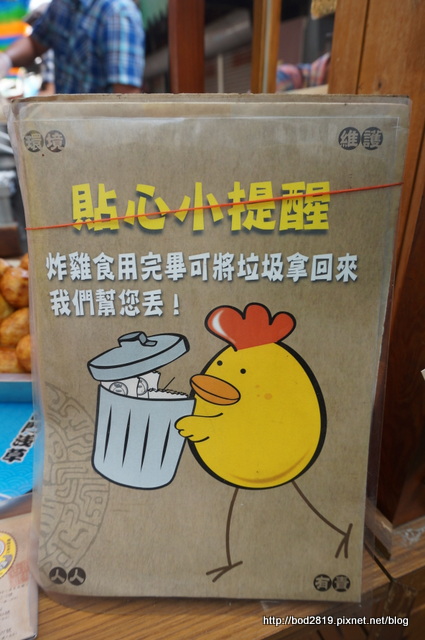 環境
維護
貼心小提醒
炸雞食用完畢可將垃圾拿回來
我們幫您丟！
人人
有責
http://bod2819.pixnet.net/blog